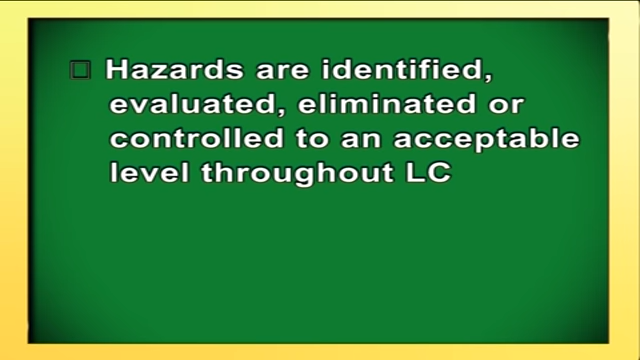 □ Hazards are identified,
evaluated, eliminated or
controlled to an acceptable
level throughout LC